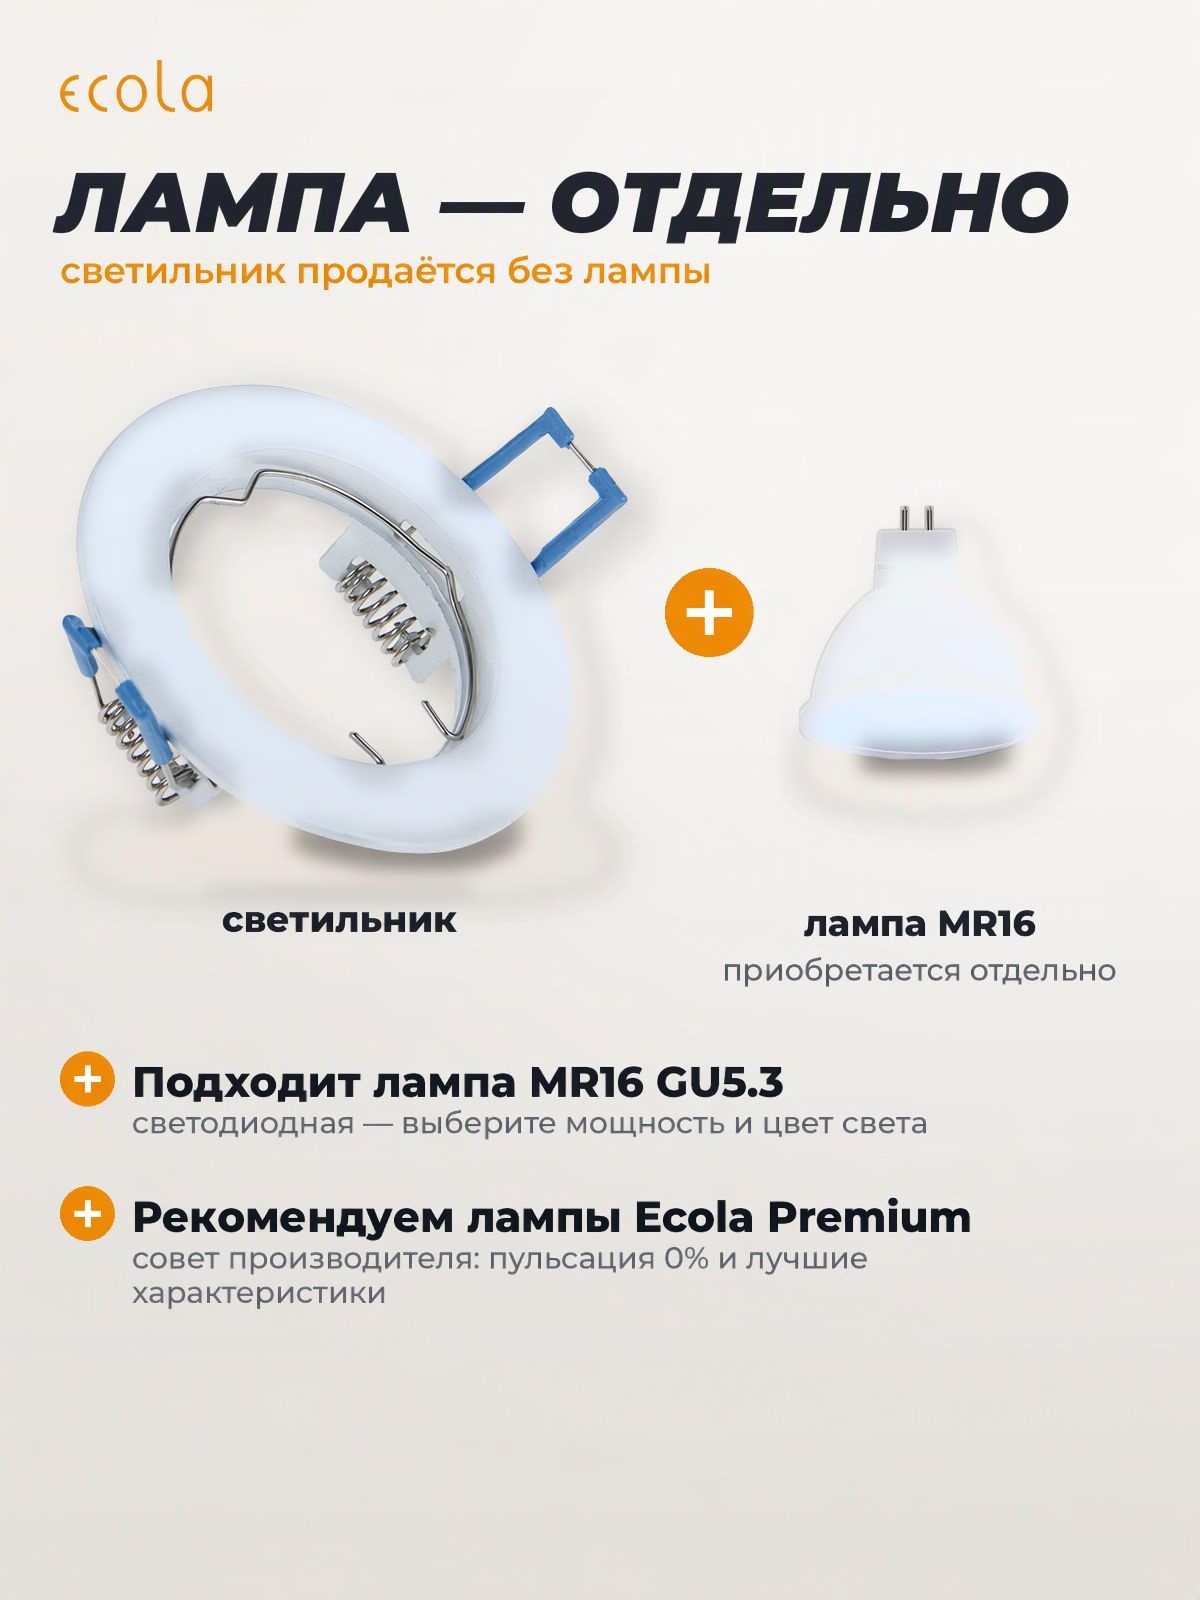 ecola
ЛАМПА — ОТДЕЛЬНО
светильник продаётся без лампы
светильник
лампа MR16
приобретается отдельно
Подходит лампа MR16 GU5.3
светодиодная — выберите мощность и цвет света
Рекомендуем лампы Ecola Premium
совет производителя: пульсация 0% и лучшие
характеристики